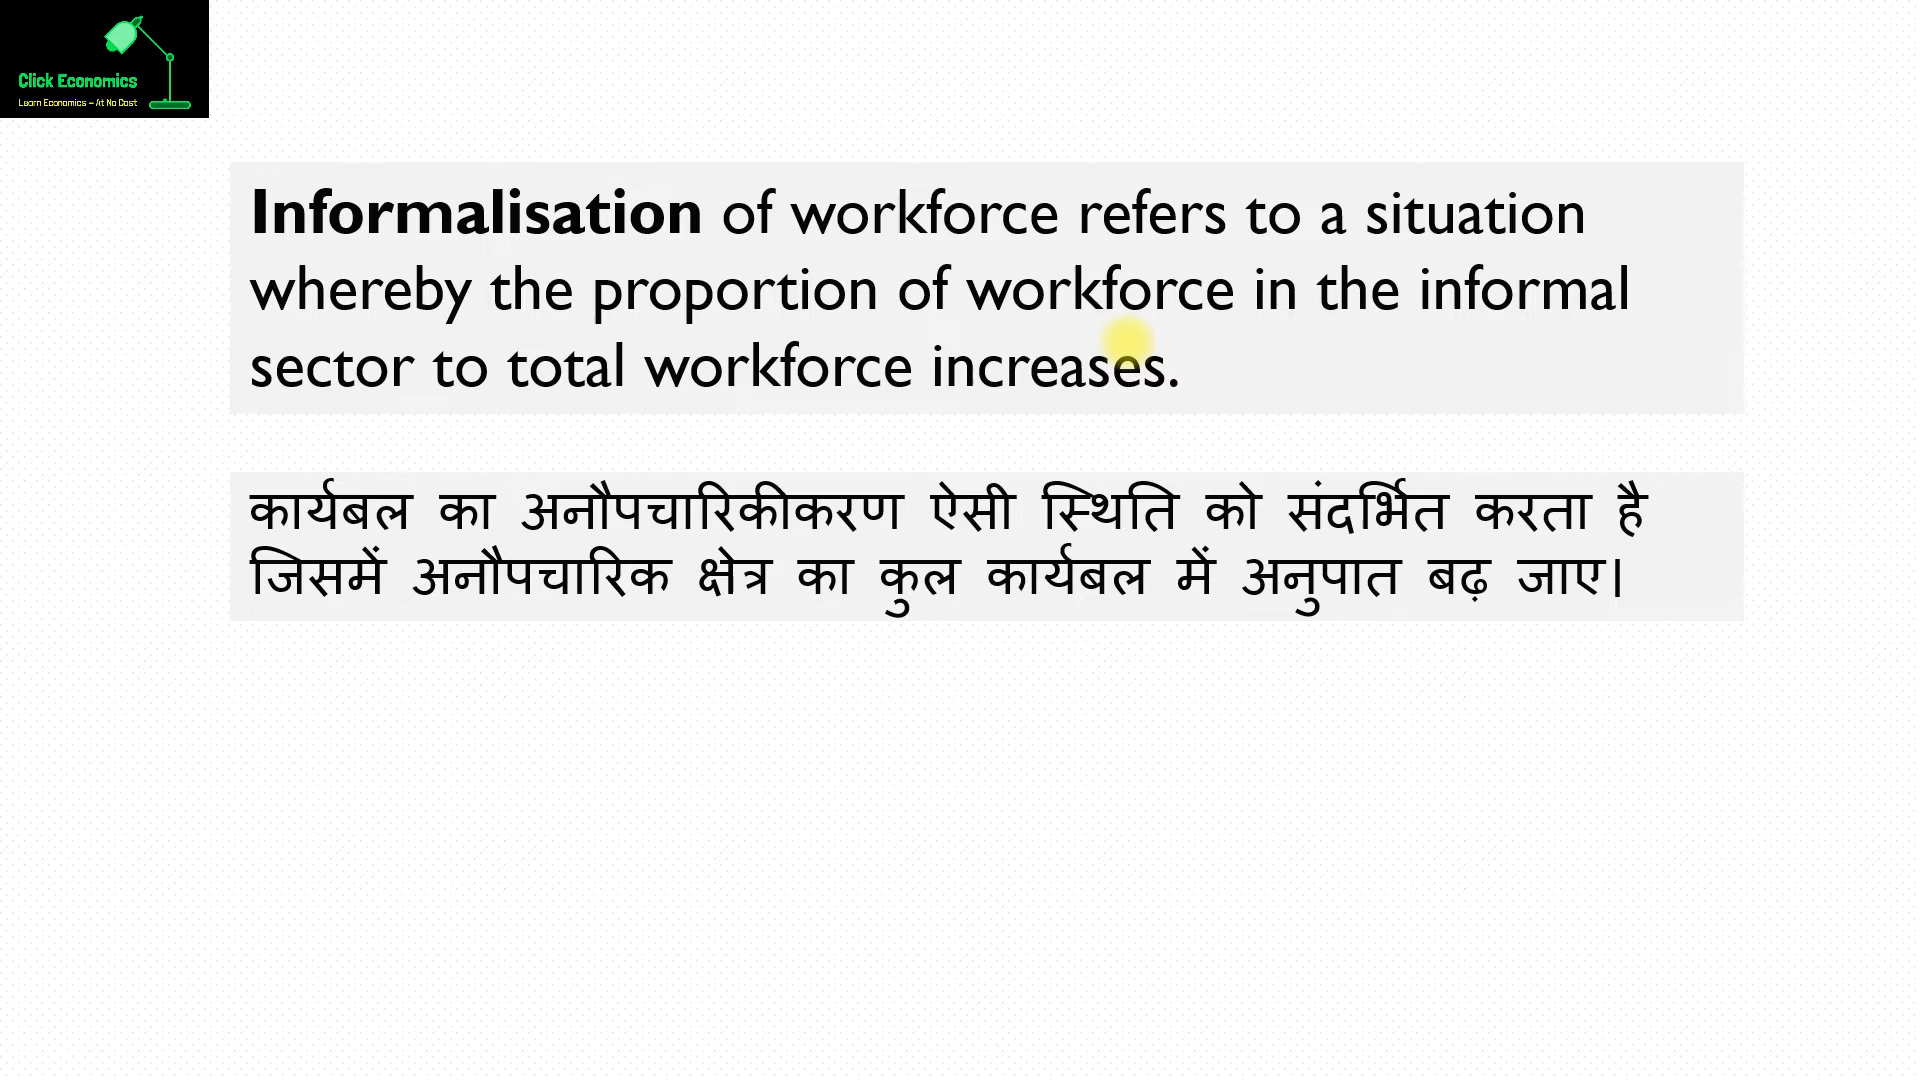 Click Economics
Learn Economics – At No Cost
Informalisation of workforce refers to a situation
whereby the proportion of workforce in the informal
sector to total workforce increases.
कार्यबल का अनौपचारिकीकरण ऐसी स्थिति को संदर्भित करता है
जिसमें अनौपचारिक क्षेत्र का कुल कार्यबल में अनुपात बढ़ जाए।